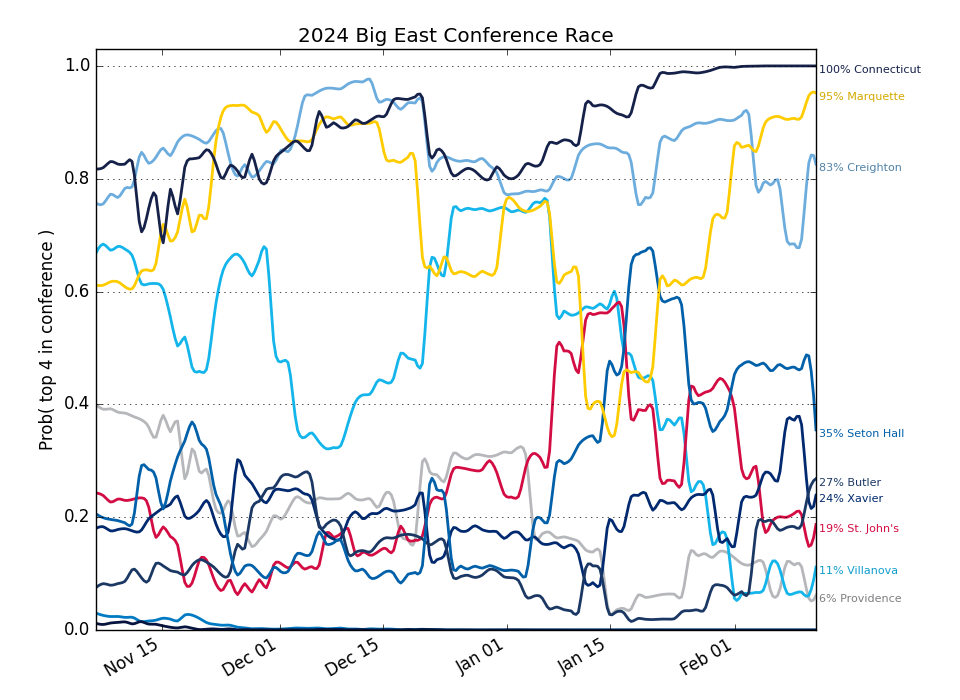 2024 Big East Conference Race
Prob( top 4 in conference )
1.0
0.8
0.6
0.4
0.2
0.0
Nov 15
Dec 01
Dec 15
Jan 01
Jan 15
Feb 01
100% Connecticut
95% Marquette
83% Creighton
35% Seton Hall
27% Butler
24% Xavier
19% St. John's
11% Villanova
6% Providence